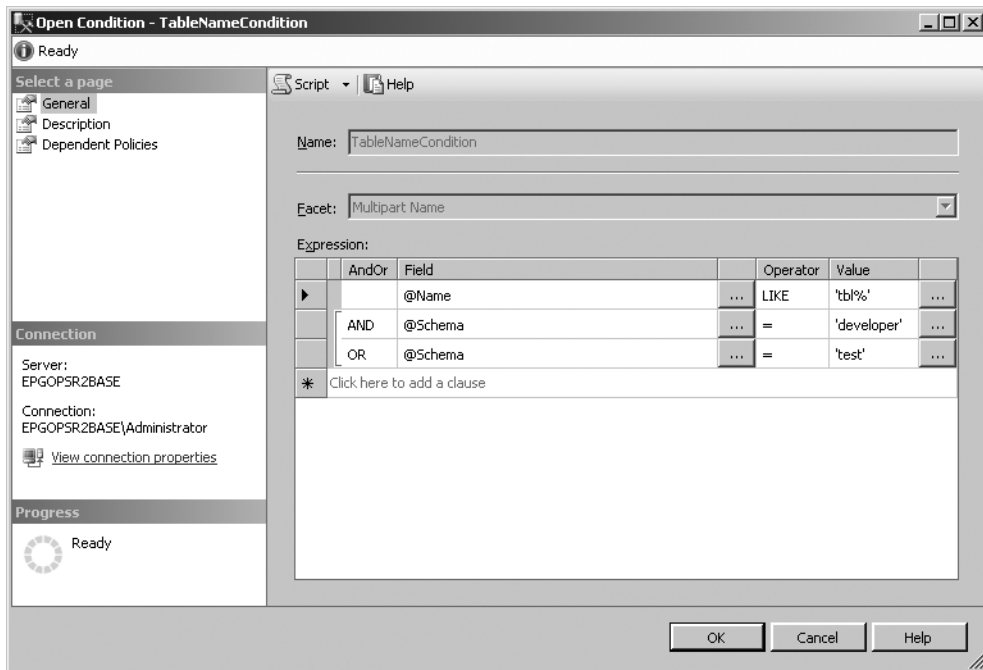 Open Condition - TableNameCondition
Ready
Select a page
General
Description
Dependent Policies
Connection
Server:
EPGOPSR2BASE
Connection:
EPGOPSR2BASE\Administrator
View connection properties
Progress
Ready
Script
Help
Name: TableNameCondition
Facet: Multipart Name
Expression:
AndOr Field Operator Value
@Name ... LIKE 'tbl%' ...
AND @Schema ... = 'developer' ...
OR @Schema ... = 'test' ...
Click here to add a clause
OK Cancel Help